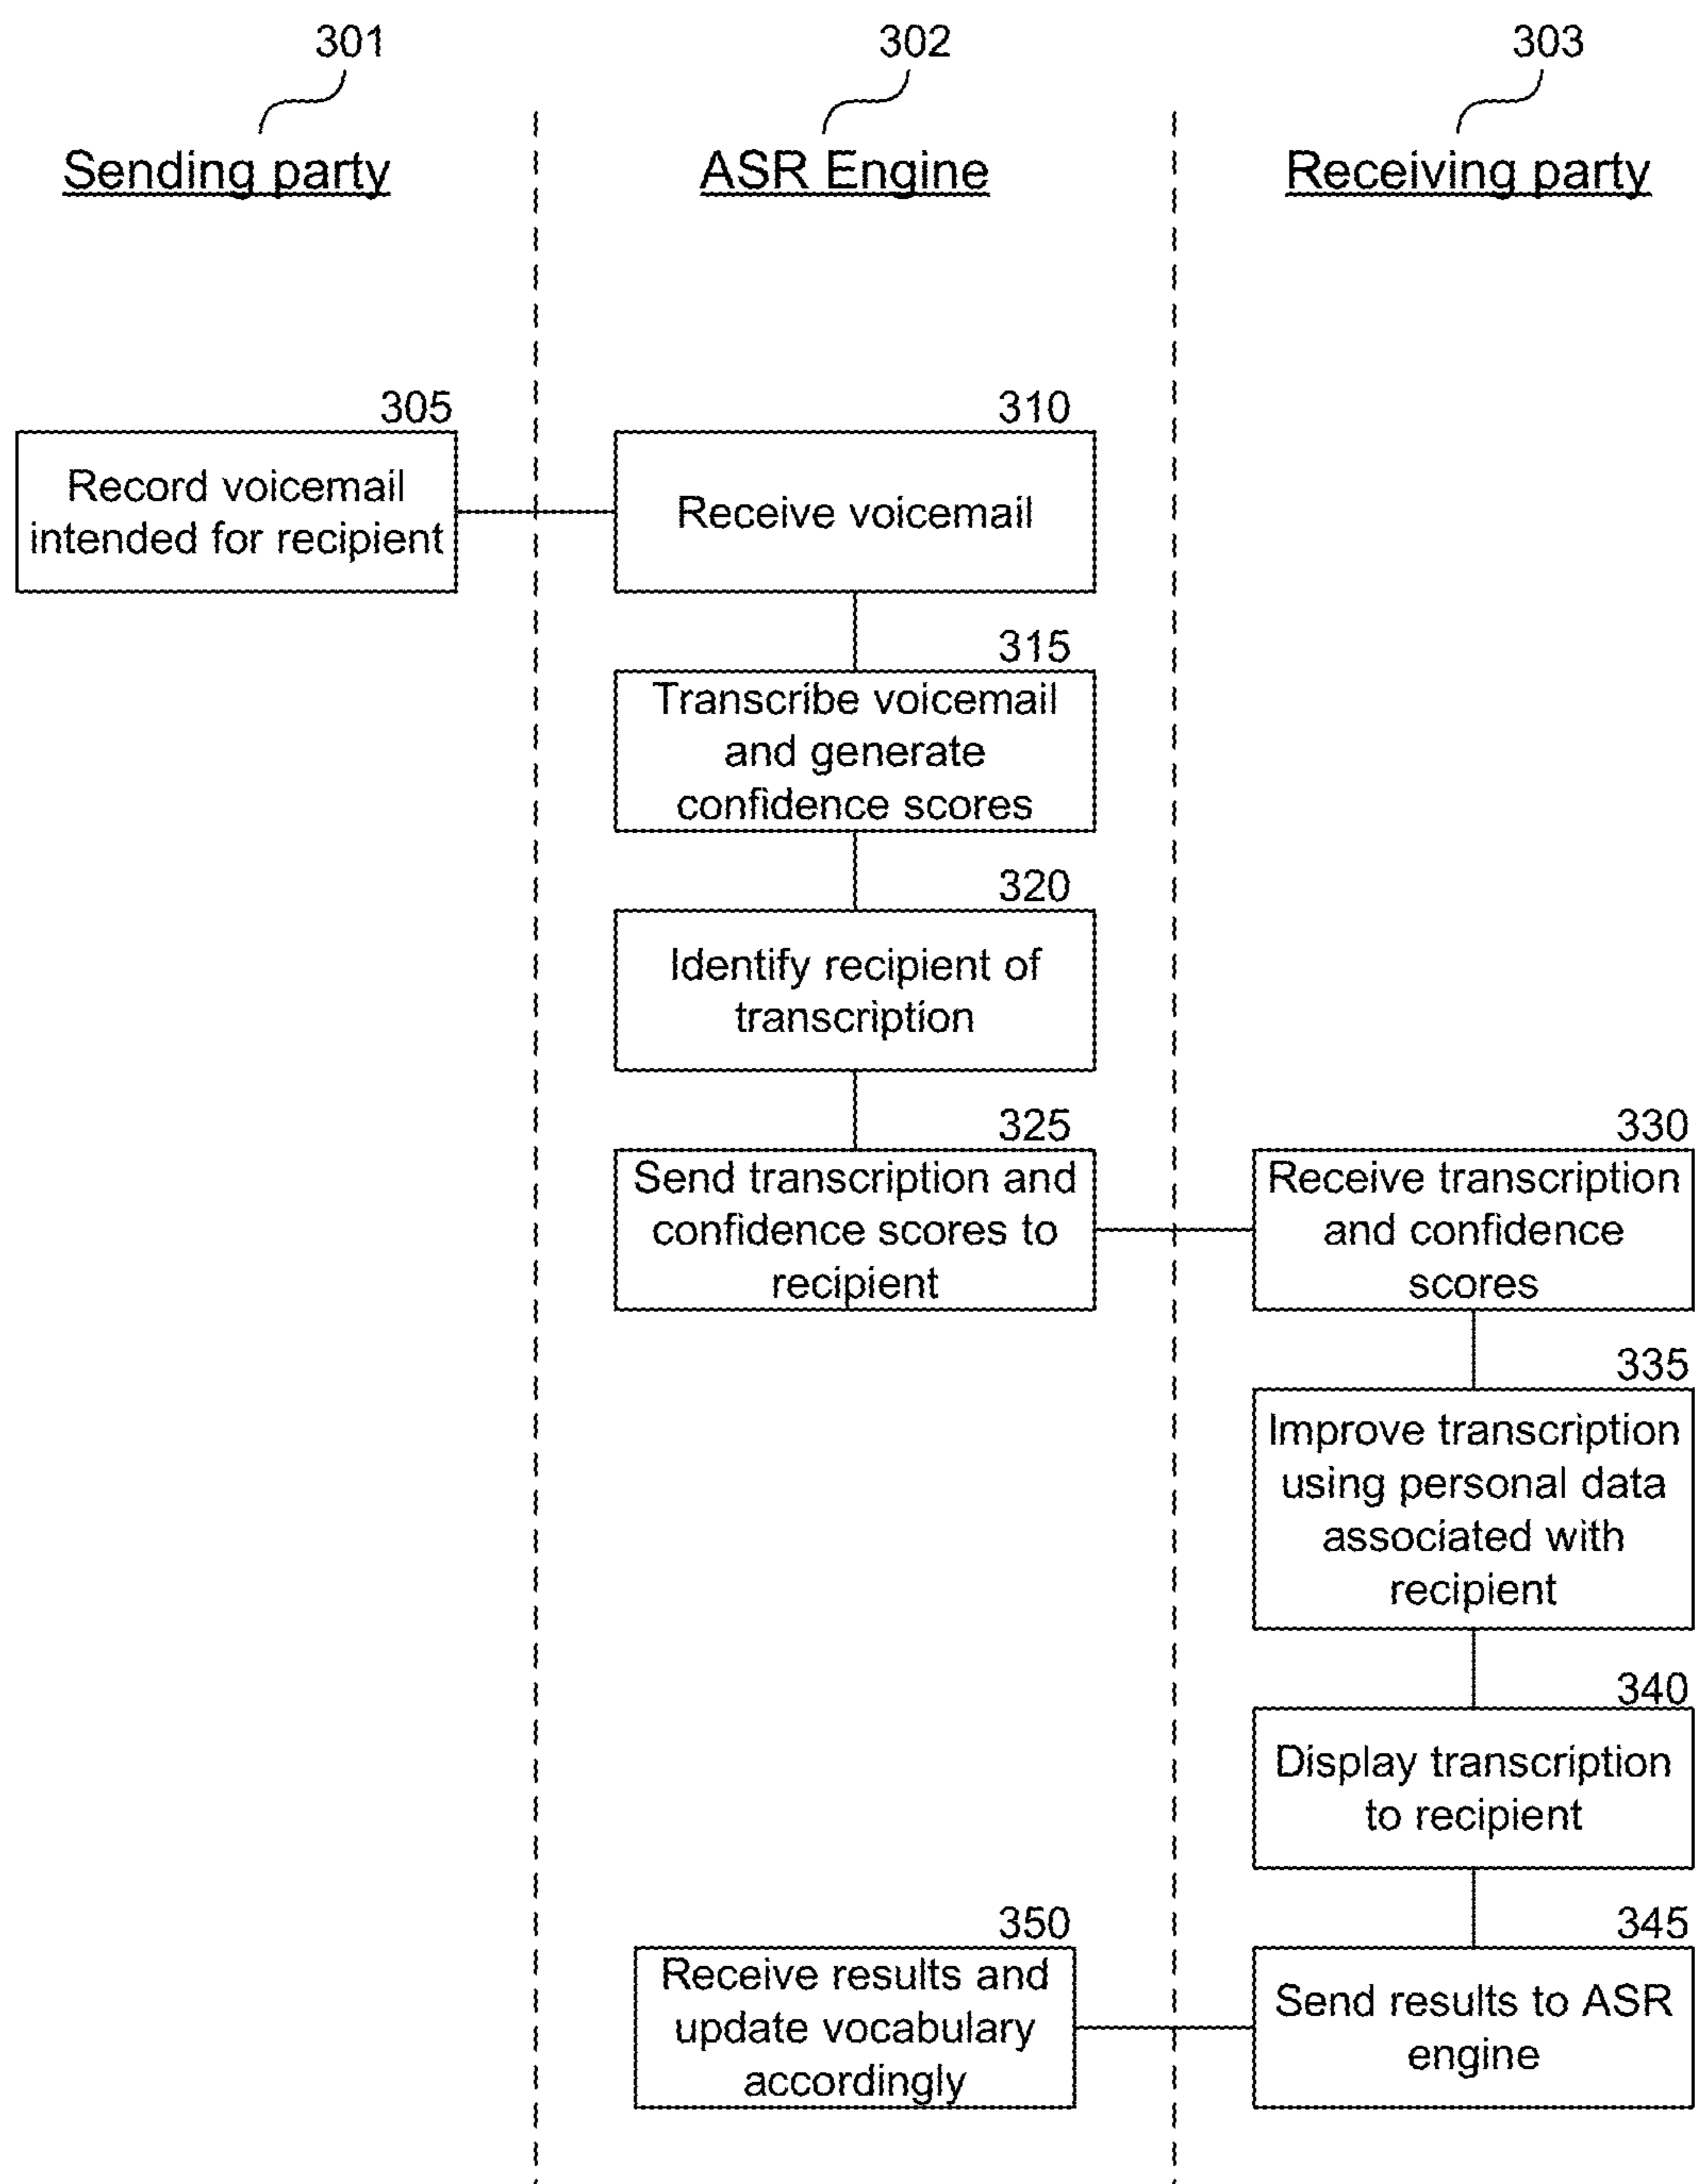 301
302
303
Sending party
ASR Engine
Receiving party
305
Record voicemail
intended for recipient
310
Receive voicemail
315
Transcribe voicemail
and generate
confidence scores
320
Identify recipient of
transcription
325
Send transcription and
confidence scores to
recipient
330
Receive transcription
and confidence
scores
335
Improve transcription
using personal data
associated with
recipient
340
Display transcription
to recipient
345
Send results to ASR
engine
350
Receive results and
update vocabulary
accordingly